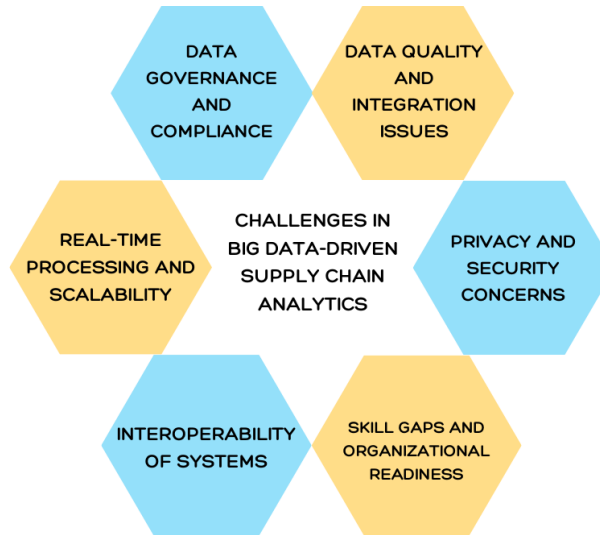 DATA
GOVERNANCE
AND
COMPLIANCE
DATA QUALITY
AND
INTEGRATION
ISSUES
REAL-TIME
PROCESSING AND
SCALABILITY
CHALLENGES IN
BIG DATA-DRIVEN
SUPPLY CHAIN
ANALYTICS
PRIVACY AND
SECURITY
CONCERNS
INTEROPERABILITY
OF SYSTEMS
SKILL GAPS AND
ORGANIZATIONAL
READINESS